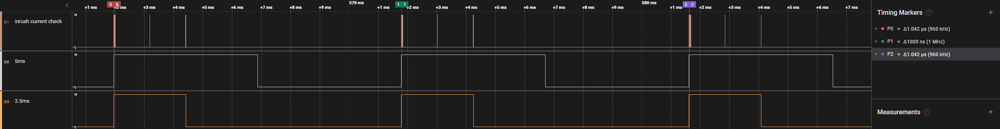 570 ms 580 ms
0 0 1 1 2 2
+1 ms +2 ms +3 ms +4 ms +5 ms +6 ms +7 ms +8 ms +9 ms +1 ms +2 ms +3 ms +4 ms +5 ms +6 ms +7 ms +8 ms +9 ms +1 ms +2 ms +3 ms +4 ms +5 ms +6 ms +7 ms
D1 inrush current check
H
L
D0 5ms
H
L
D3 2.5ms
H
L
Timing Markers ? +
P0 → Δ1.042 µs (960 kHz)
P1 → Δ1000 ns (1 MHz)
P2 → Δ1.042 µs (960 kHz)
Measurements ? +